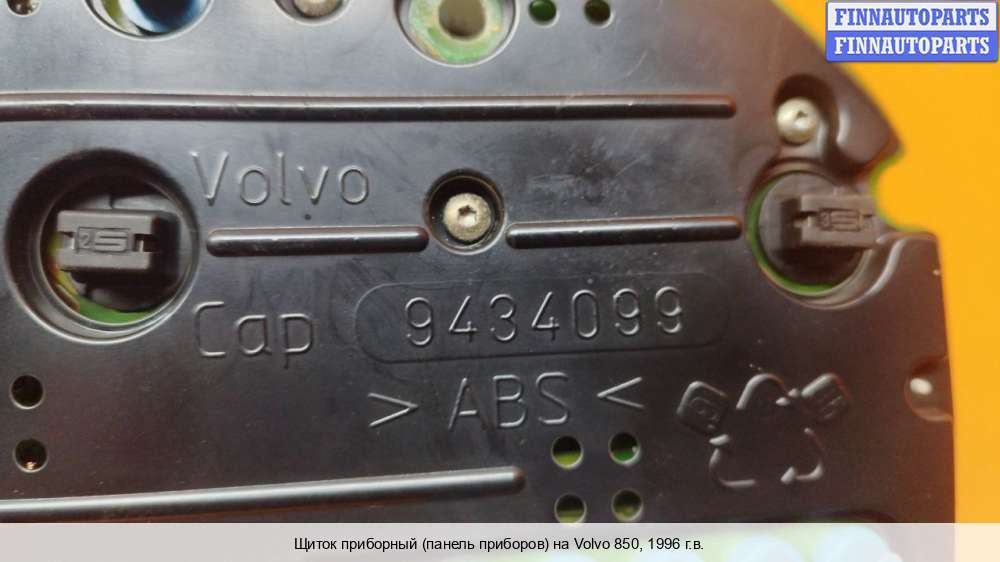 FINNAUTOPARTS
FINNAUTOPARTS
Volvo
Cap 9434099
> ABS <
Щиток приборный (панель приборов) на Volvo 850, 1996 г.в.